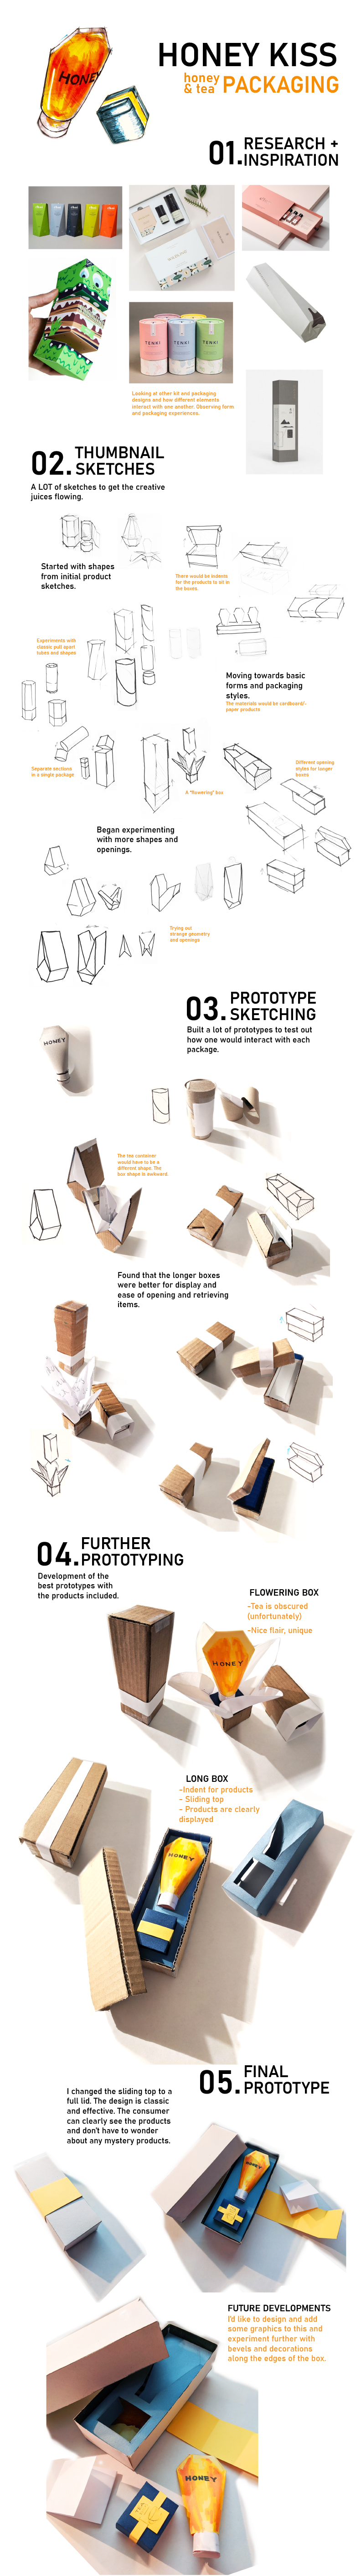 HONEY KISS
HONEY
honey
& tea PACKAGING
01. RESEARCH +
INSPIRATION
TENKI
TENKI
TENKI
Looking at other kit and packaging
designs and how different elements
interact with one another. Observing form
and packaging experiences.
02. THUMBNAIL
SKETCHES
A LOT of sketches to get the creative
juices flowing.
Started with shapes
from initial product
sketches.
There would be indents
for the products to sit in
the boxes
Experiments with
classic pull apart
tubes and shapes
Moving towards basic
forms and packaging
styles.
The materials would be cardboard/
paper products
Separate sections
in a single package
Different opening
styles for longer
boxes
A "flowering" box
Began experimenting
with more shapes and
openings.
Trying out
strange geometry
and openings
03. PROTOTYPE
SKETCHING
Built a lot of prototypes to test out
how one would interact with each
package.
HONEY
The tea container
would have to be a
different shape. The
box shape is awkward
Found that the longer boxes
were better for display and
ease of opening and retrieving
items.
04. FURTHER
PROTOTYPING
Development of the
best prototypes with
the products included.
FLOWERING BOX
-Tea is obscured
(unfortunately)
-Nice flair, unique
HONEY
LONG BOX
-Indent for products
- Sliding top
- Products are clearly
displayed
HONEY
05. FINAL
PROTOTYPE
I changed the sliding top to a
full lid. The design is classic
and effective. The consumer
can clearly see the products
and don't have to wonder
about any mystery products.
HONEY
FUTURE DEVELOPMENTS
I'd like to design and add
some graphics to this and
experiment further with
bevels and decorations
along the edges of the box.
HONEY